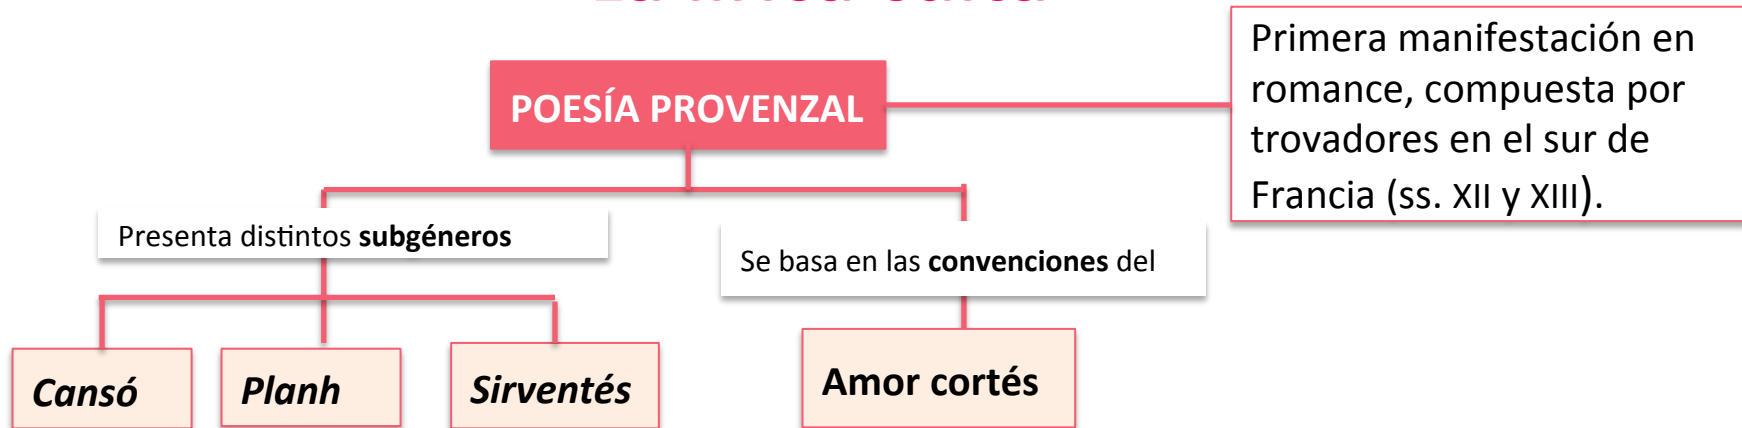 POESÍA PROVENZAL
Primera manifestación en
romance, compuesta por
trovadores en el sur de
Francia (ss. XII y XIII).
Presenta distintos subgéneros
Se basa en las convenciones del
Cansó
Planh
Sirventés
Amor cortés